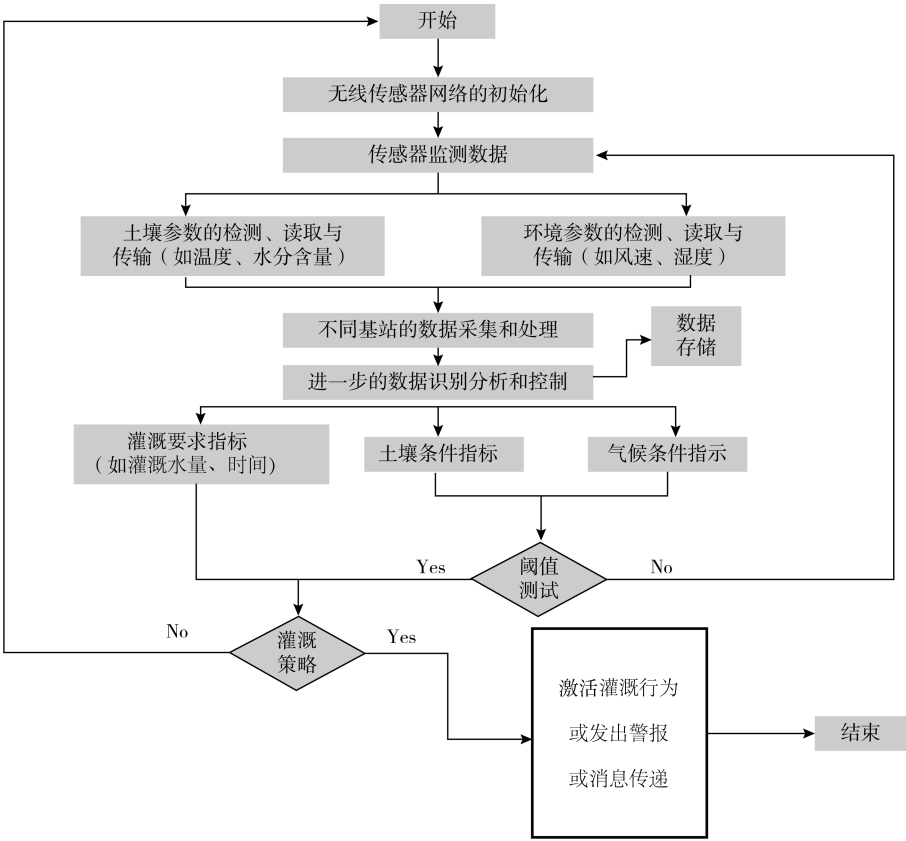 开始
无线传感器网络的初始化
传感器监测数据
土壤参数的检测、读取与
传输（如温度、水分含量）
环境参数的检测、读取与
传输（如风速、湿度）
不同基站的数据采集和处理
数据
存储
进一步的数据识别分析和控制
灌溉要求指标
（如灌溉水量、时间)
土壤条件指标
气候条件指示
Yes
阈值
测试
No
No
灌溉
策略
Yes
激活灌溉行为
或发出警报
或消息传递
结束